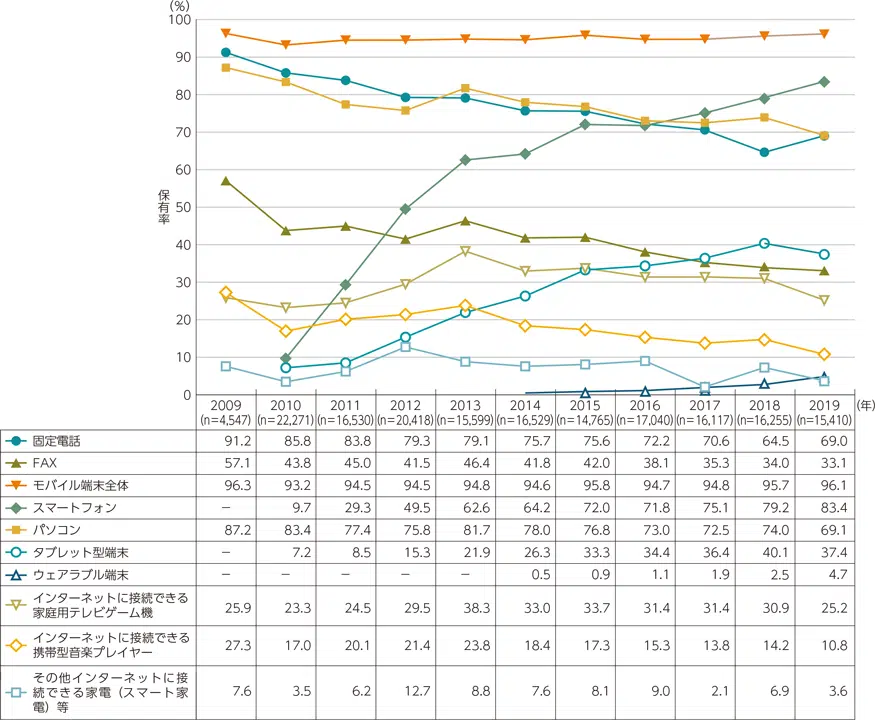 (%)
100
90
80
70
60
50
40
30
20
10
0
保有率
2009 2010 2011 2012 2013 2014 2015 2016 2017 2018 2019 (年)
(n=4,547) (n=22,271) (n=16,530) (n=20,418) (n=15,599) (n=16,529) (n=14,765) (n=17,040) (n=16,117) (n=16,255) (n=15,410)
固定電話 91.2 85.8 83.8 79.3 79.1 75.7 75.6 72.2 70.6 64.5 69.0
FAX 57.1 43.8 45.0 41.5 46.4 41.8 42.0 38.1 35.3 34.0 33.1
モバイル端末全体 96.3 93.2 94.5 94.5 94.8 94.6 95.8 94.7 94.8 95.7 96.1
スマートフォン － 9.7 29.3 49.5 62.6 64.2 72.0 71.8 75.1 79.2 83.4
パソコン 87.2 83.4 77.4 75.8 81.7 78.0 76.8 73.0 72.5 74.0 69.1
タブレット型端末 － 7.2 8.5 15.3 21.9 26.3 33.3 34.4 36.4 40.1 37.4
ウェアラブル端末 － － － － － 0.5 0.9 1.1 1.9 2.5 4.7
インターネットに接続できる
家庭用テレビゲーム機 25.9 23.3 24.5 29.5 38.3 33.0 33.7 31.4 31.4 30.9 25.2
インターネットに接続できる
携帯型音楽プレイヤー 27.3 17.0 20.1 21.4 23.8 18.4 17.3 15.3 13.8 14.2 10.8
その他インターネットに接
続できる家電（スマート家
電）等 7.6 3.5 6.2 12.7 8.8 7.6 8.1 9.0 2.1 6.9 3.6